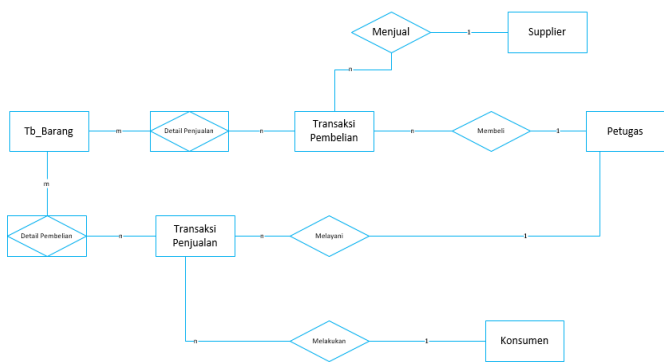 Menjual
1
Supplier
n
Tb_Barang
m
Detail Penjualan
n
Transaksi
Pembelian
n
Membeli
1
Petugas
m
Detail Pembelian
n
Transaksi
Penjualan
n
Melayani
1
n
Melakukan
1
Konsumen